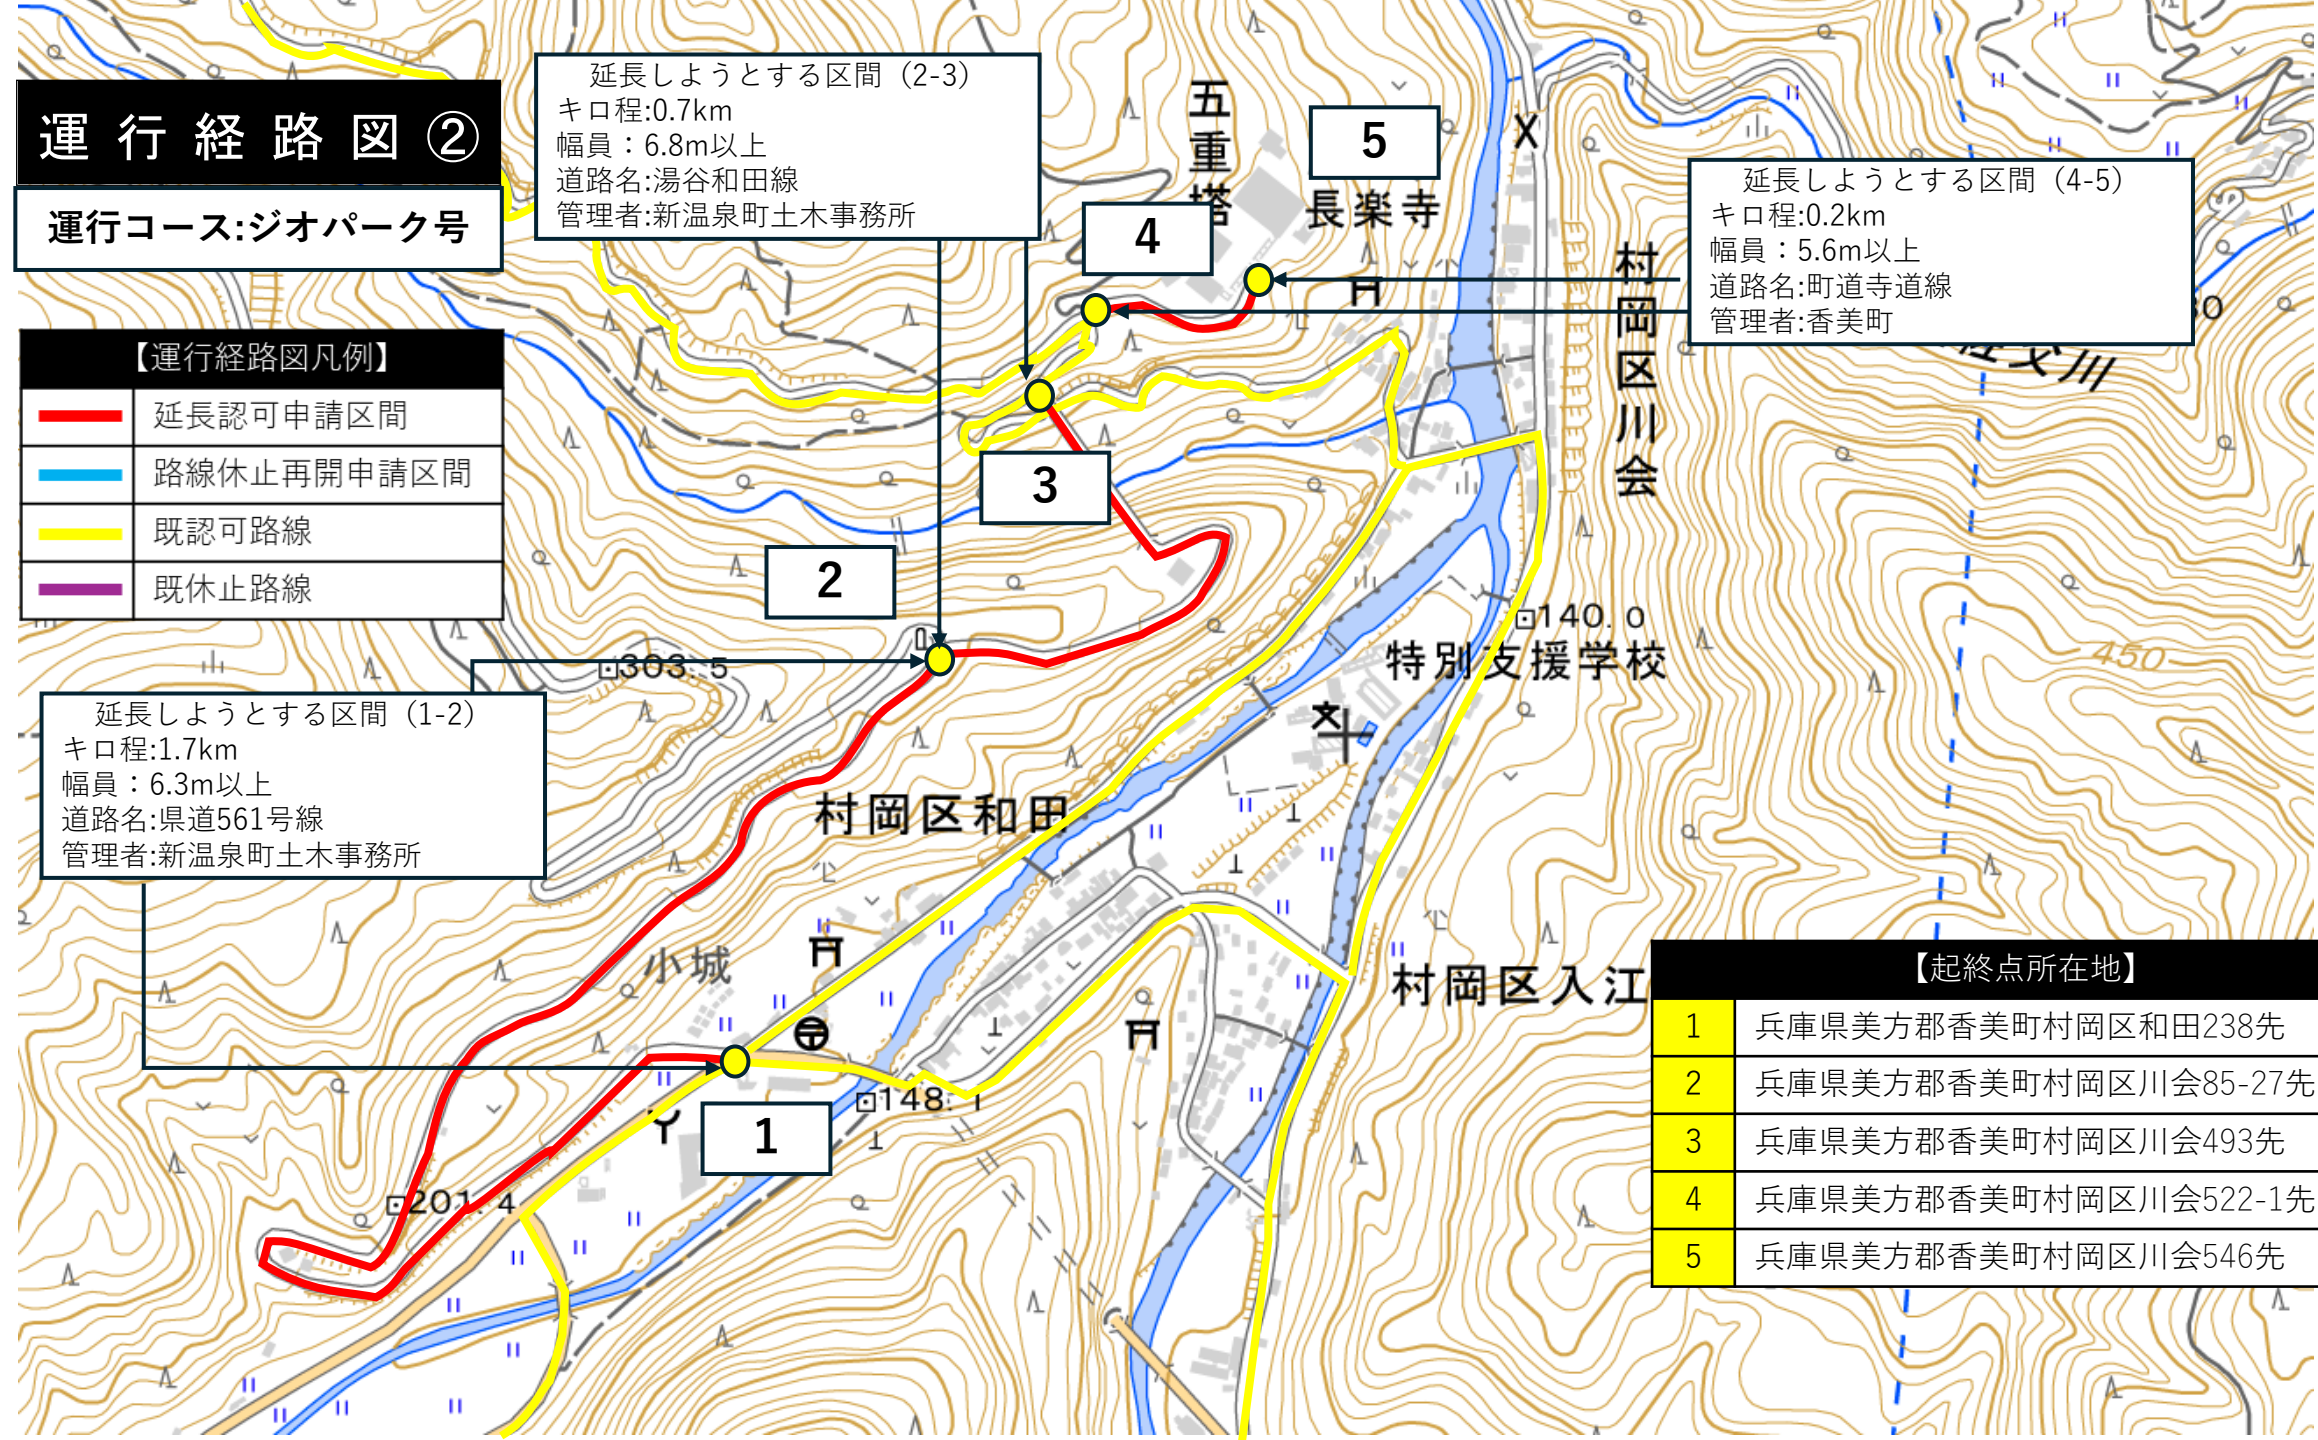 運行経路図②
運行コース:ジオパーク号
延長しようとする区間（2-3）
キロ程:0.7km
幅員：6.8m以上
道路名:湯谷和田線
管理者:新温泉町土木事務所
五重塔
5
長楽寺
4
延長しようとする区間（4-5）
キロ程:0.2km
幅員：5.6m以上
道路名:町道寺道線
管理者:香美町
村岡区川会
【運行経路図凡例】
延長認可申請区間
路線休止再開申請区間
既認可路線
既休止路線
3
2
140.0
特別支援学校
450
303.5
延長しようとする区間（1-2）
キロ程:1.7km
幅員：6.3m以上
道路名:県道561号線
管理者:新温泉町土木事務所
村岡区和田
小城
村岡区入江
148.1
1
201.4
【起終点所在地】
1 兵庫県美方郡香美町村岡区和田238先
2 兵庫県美方郡香美町村岡区川会85-27先
3 兵庫県美方郡香美町村岡区川会493先
4 兵庫県美方郡香美町村岡区川会522-1先
5 兵庫県美方郡香美町村岡区川会546先